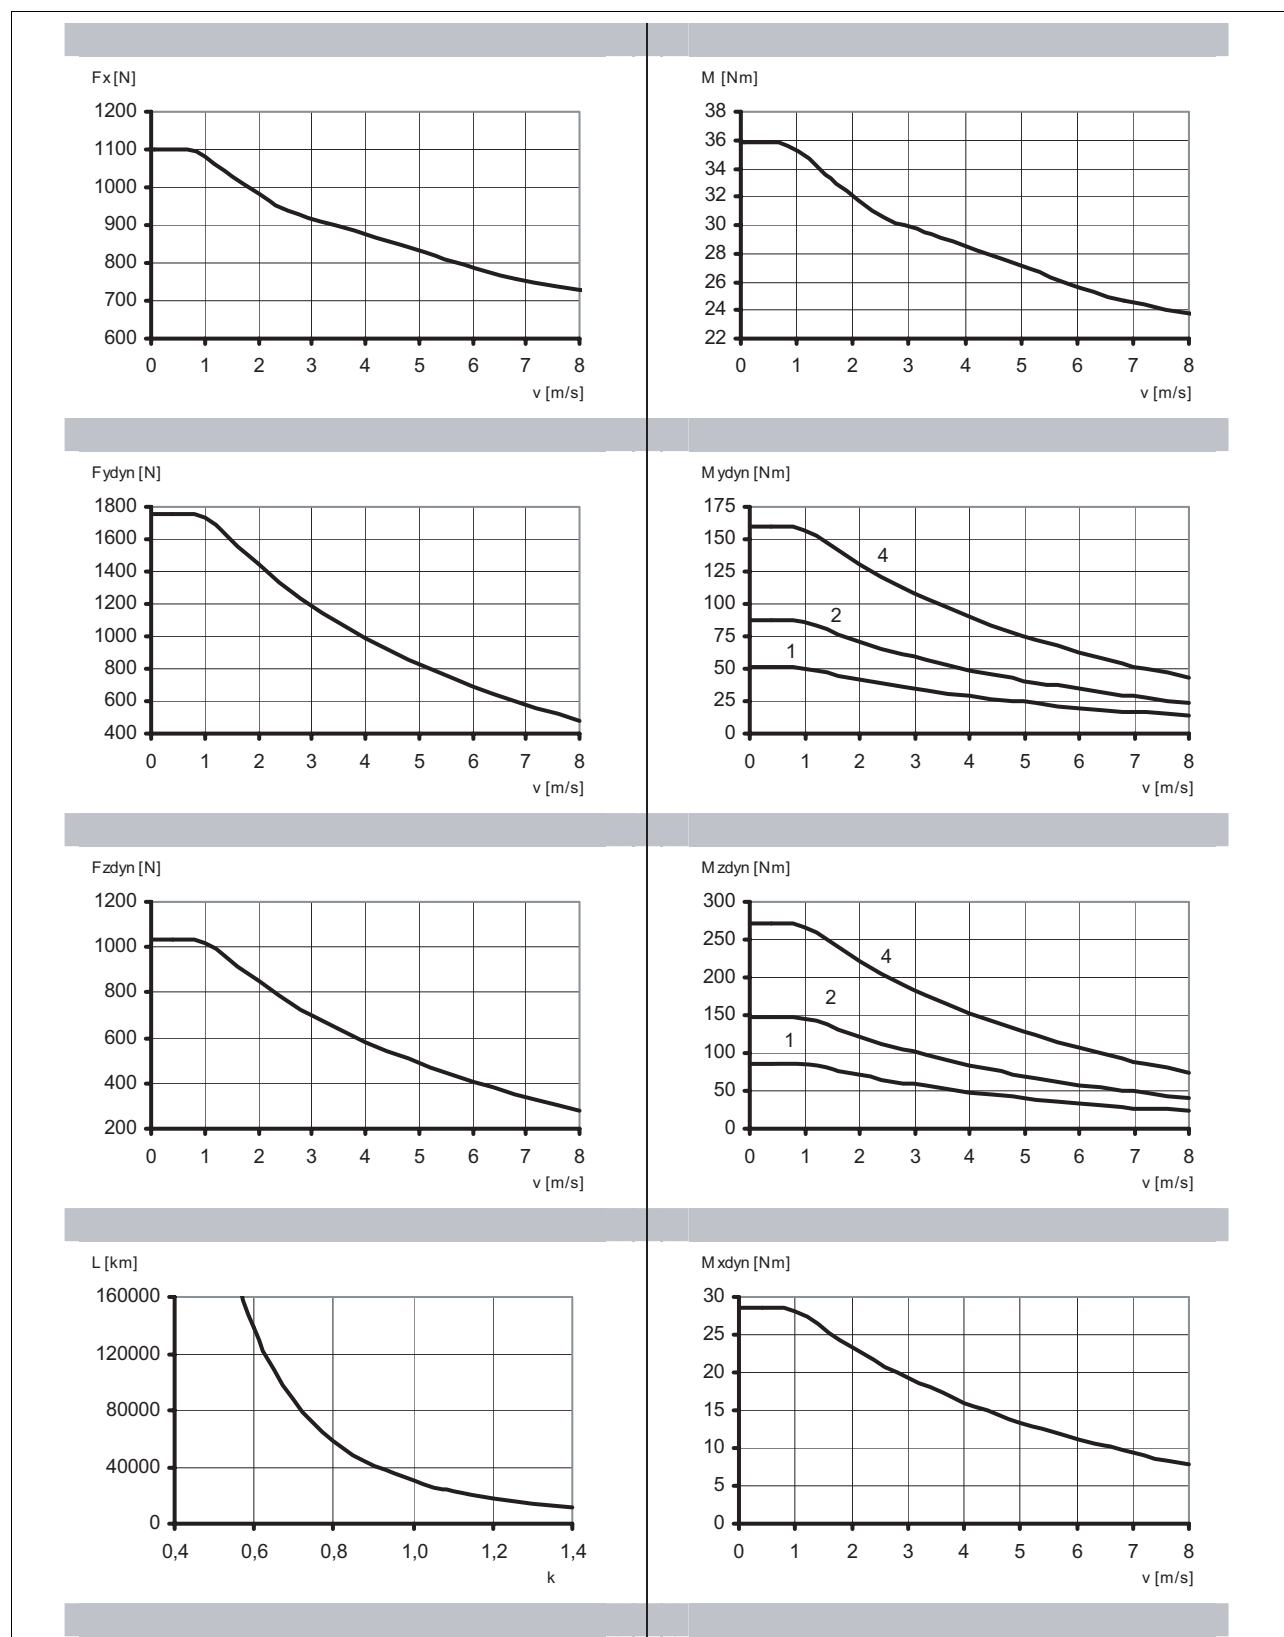 Fx [N]
1200
1100
1000
900
800
700
600
0 1 2 3 4 5 6 7 8
v [m/s]
M [Nm]
38
36
34
32
30
28
26
24
22
0 1 2 3 4 5 6 7 8
v [m/s]
Fydyn [N]
1800
1600
1400
1200
1000
800
600
400
0 1 2 3 4 5 6 7 8
v [m/s]
Mydyn [Nm]
175
150
125
100
75
50
25
0
4
2
1
0 1 2 3 4 5 6 7 8
v [m/s]
Fzdyn [N]
1200
1000
800
600
400
200
0 1 2 3 4 5 6 7 8
v [m/s]
Mzdyn [Nm]
300
250
200
150
100
50
0
4
2
1
0 1 2 3 4 5 6 7 8
v [m/s]
L [km]
160000
120000
80000
40000
0
0,4 0,6 0,8 1,0 1,2 1,4
k
Mxdyn [Nm]
30
25
20
15
10
5
0
0 1 2 3 4 5 6 7 8
v [m/s]